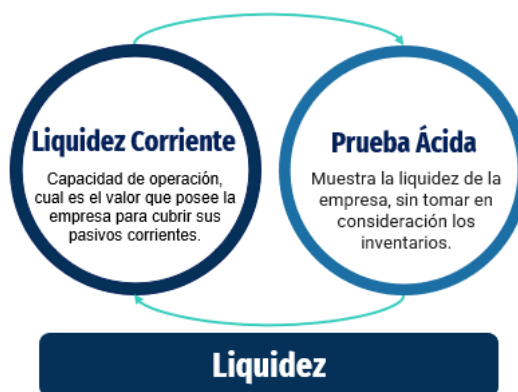 Liquidez Corriente
Capacidad de operación,
cual es el valor que posee la
empresa para cubrir sus
pasivos corrientes.
Prueba Ácida
Muestra la liquidez de la
empresa, sin tomar en
consideración los
inventarios.
Liquidez